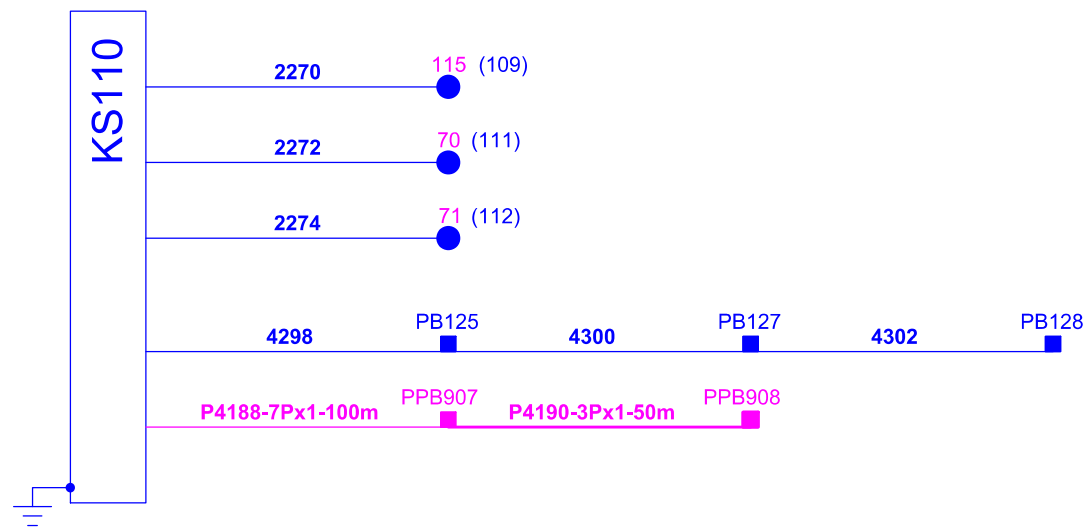 KS110
2270
115 (109)
2272
70 (111)
2274
71 (112)
4298
PB125
4300
PB127
4302
PB128
P4188-7Px1-100m
PPB907
P4190-3Px1-50m
PPB908